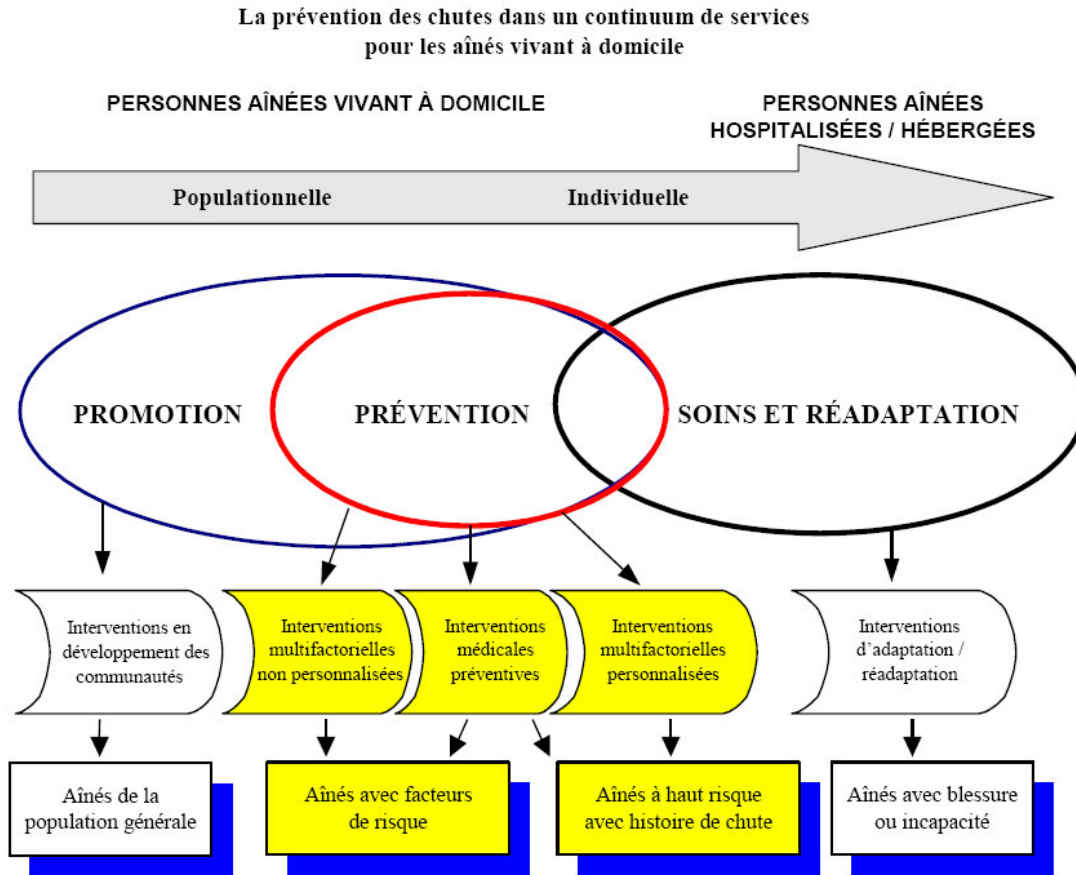 La prévention des chutes dans un continuum de services
pour les aînés vivant à domicile
PERSONNES AÎNÉES VIVANT À DOMICILE
PERSONNES AÎNÉES
HOSPITALISÉES / HÉBERGÉES
Populationnelle
Individuelle
PROMOTION
PRÉVENTION
SOINS ET RÉADAPTATION
Interventions en
développement des
communautés
Interventions
multifactorielles
non personnalisées
Interventions
médicales
préventives
Interventions
multifactorielles
personnalisées
Interventions
d'adaptation /
réadaptation
Aînés de la
population générale
Aînés avec facteurs
de risque
Aînés à haut risque
avec histoire de chute
Aînés avec blessure
ou incapacité